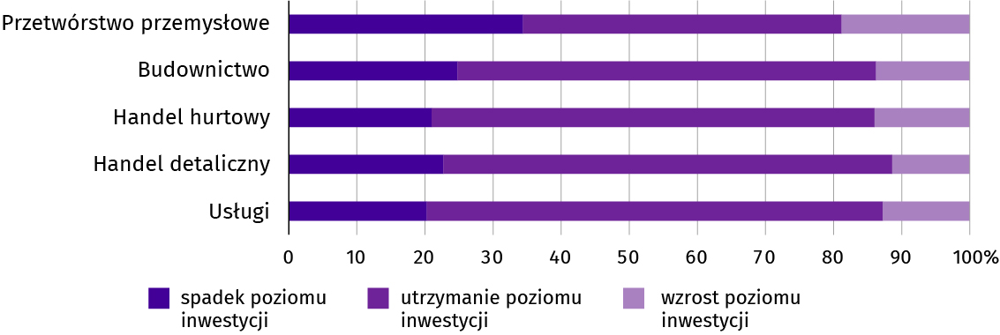 Przetwórstwo przemysłowe
Budownictwo
Handel hurtowy
Handel detaliczny
Usługi
0 10 20 30 40 50 60 70 80 90 100%
spadek poziomu
inwestycji
utrzymanie poziomu
inwestycji
wzrost poziomu
inwestycji